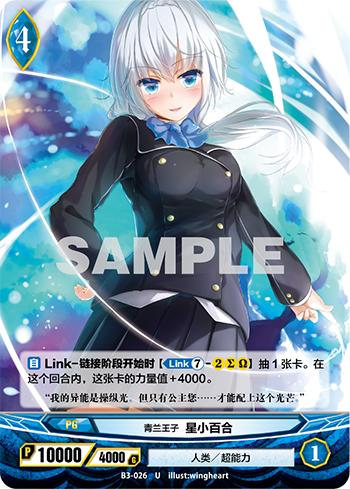 4
SAMPLE
自 Link-链接阶段开始时【Link 7 - 2 Σ Ω】抽1张卡。在
这个回合内，这张卡的力量值+4000。
“我的异能是操纵光。但只有公主您……才能配上这个光芒。”
PG 青兰王子 星小百合
P 10000 / 4000 G 人类／超能力 1
B3-026 U illust:wingheart